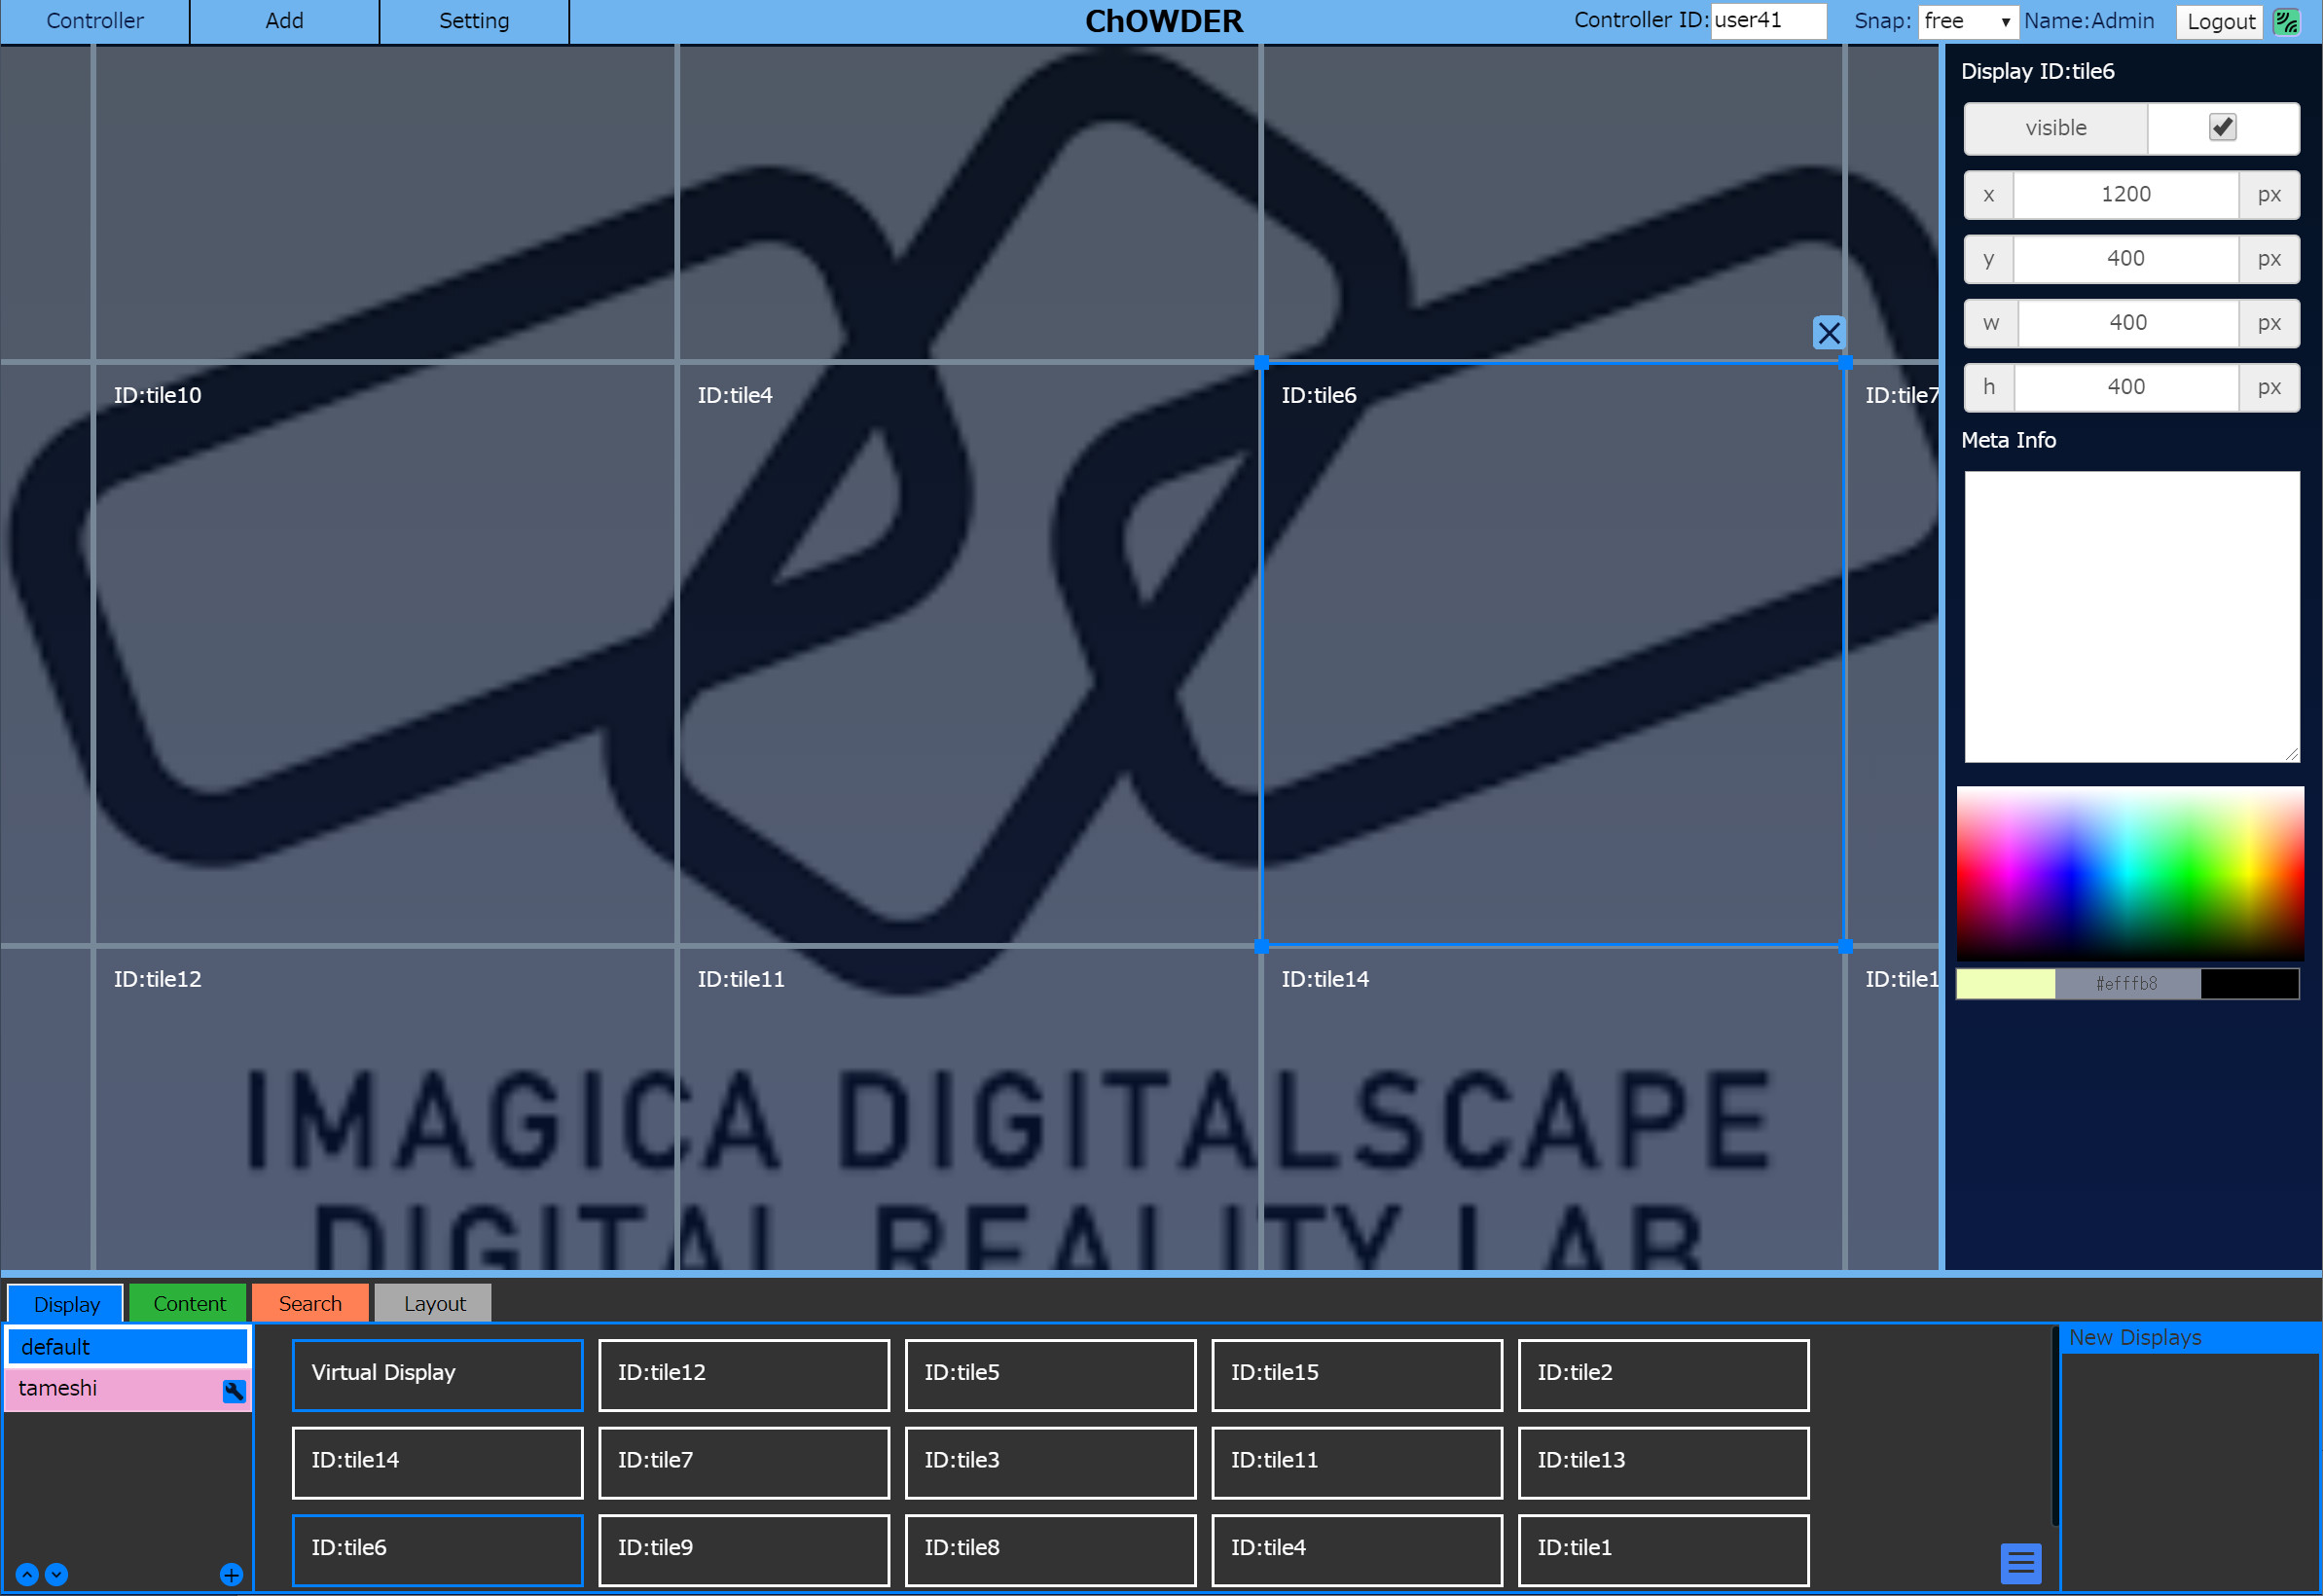 Controller Add Setting ChOWDER Controller ID: user41 Snap: free Name:Admin Logout
Display ID:tile6
visible
x 1200 px
y 400 px
w 400 px
h 400 px
Meta Info
#efffb8
ID:tile10 ID:tile4 ID:tile6 ID:tile7
ID:tile12 ID:tile11 ID:tile14 ID:tile1
IMAGICA DIGITALSCAPE
DIGITAL REALITY LAB
Display Content Search Layout
default
tameshi
Virtual Display ID:tile12 ID:tile5 ID:tile15 ID:tile2
ID:tile14 ID:tile7 ID:tile3 ID:tile11 ID:tile13
ID:tile6 ID:tile9 ID:tile8 ID:tile4 ID:tile1
New Displays